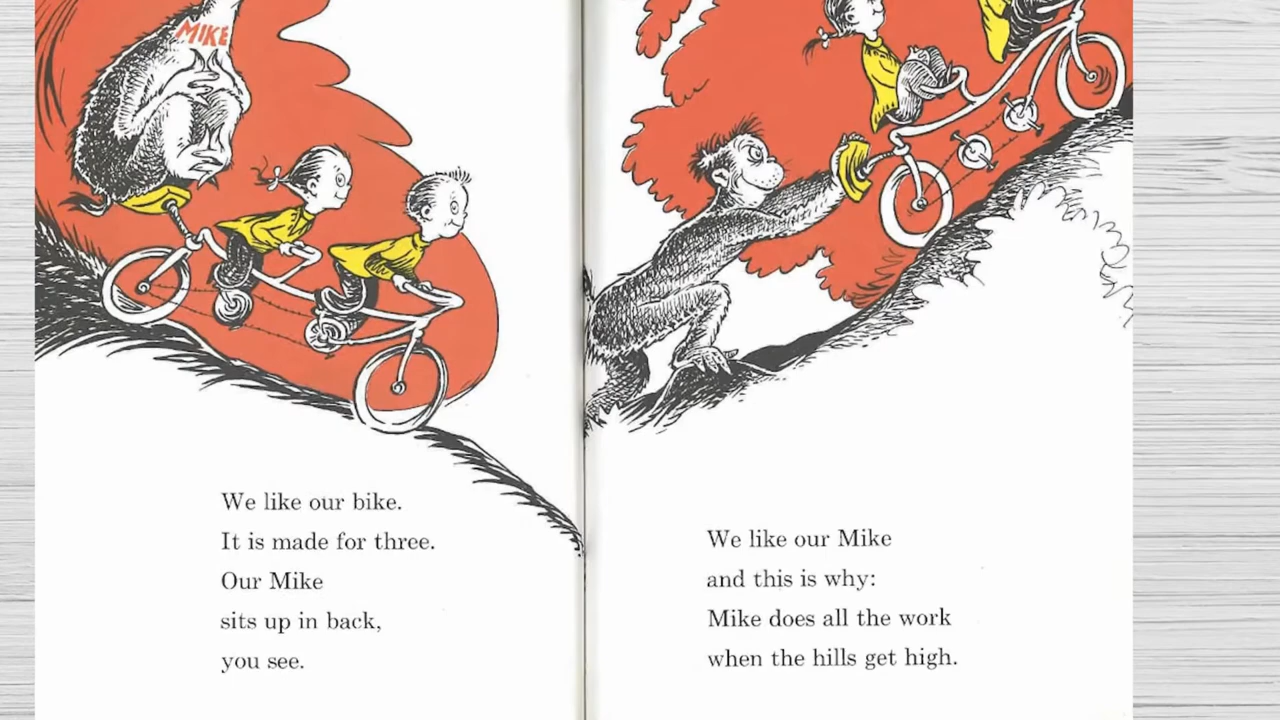 MIKE
We like our bike.
It is made for three.
Our Mike
sits up in back,
you see.
We like our Mike
and this is why:
Mike does all the work
when the hills get high.